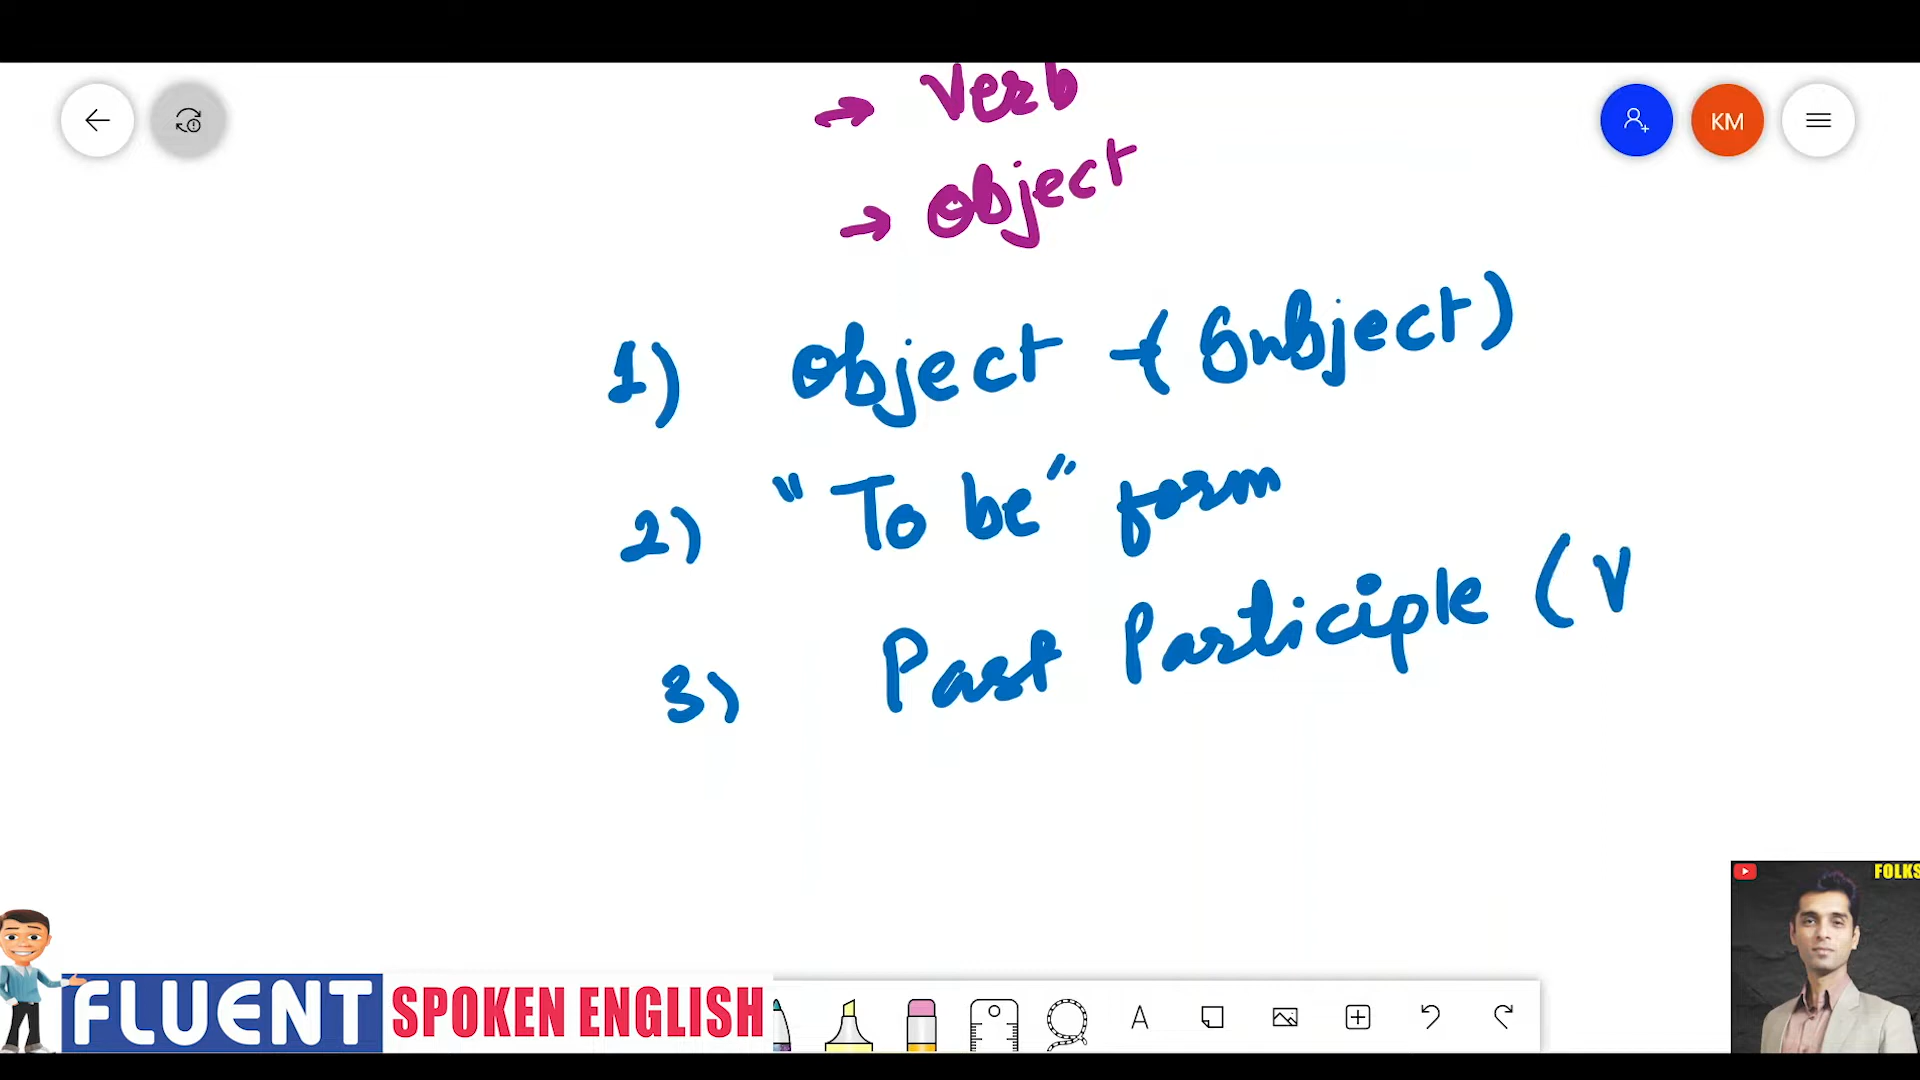 → Verb
KM
→ Object
1) Object → (Subject)
2) "To be" form
3) Past Participle (V
FOLKS
FLUENT SPOKEN ENGLISH
A